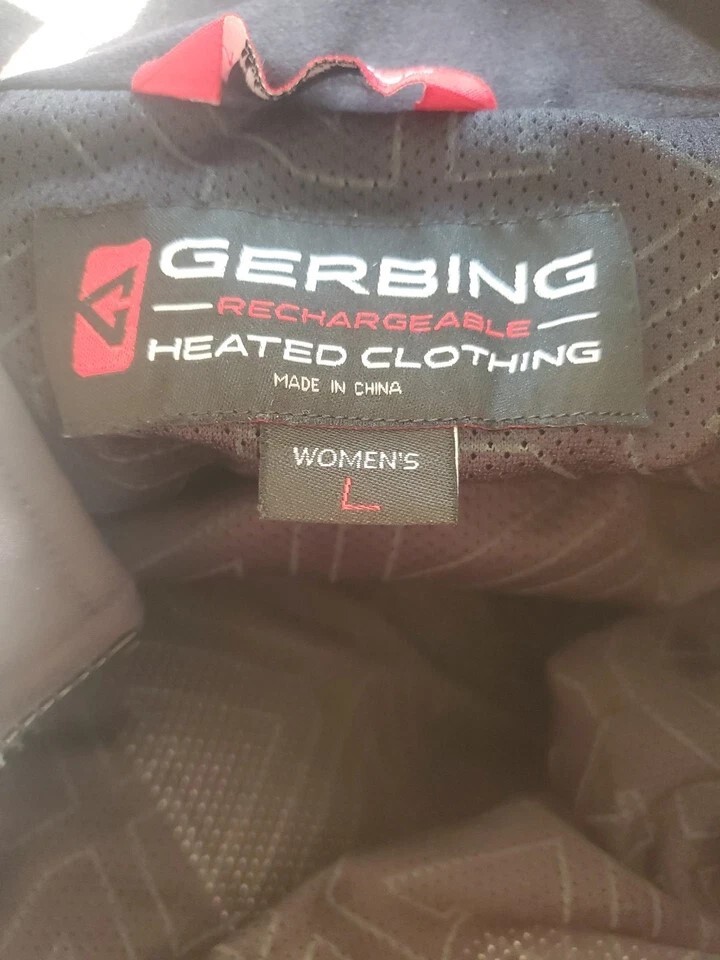 GERBING
RECHARGEABLE
HEATED CLOTHING
MADE IN CHINA
WOMEN'S
L